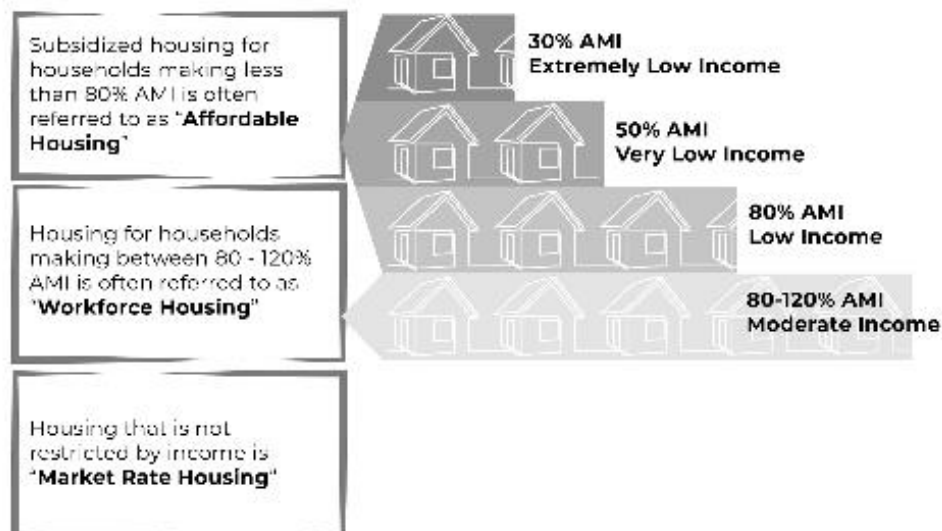 Subsidized housing for
households making less
than 80% AMI is often
referred to as "Affordable
Housing"
30% AMI
Extremely Low Income
50% AMI
Very Low Income
Housing for households
making between 80 - 120%
AMI is often referred to as
"Workforce Housing"
80% AMI
Low Income
80-120% AMI
Moderate Income
Housing that is not
restricted by income is
"Market Rate Housing"